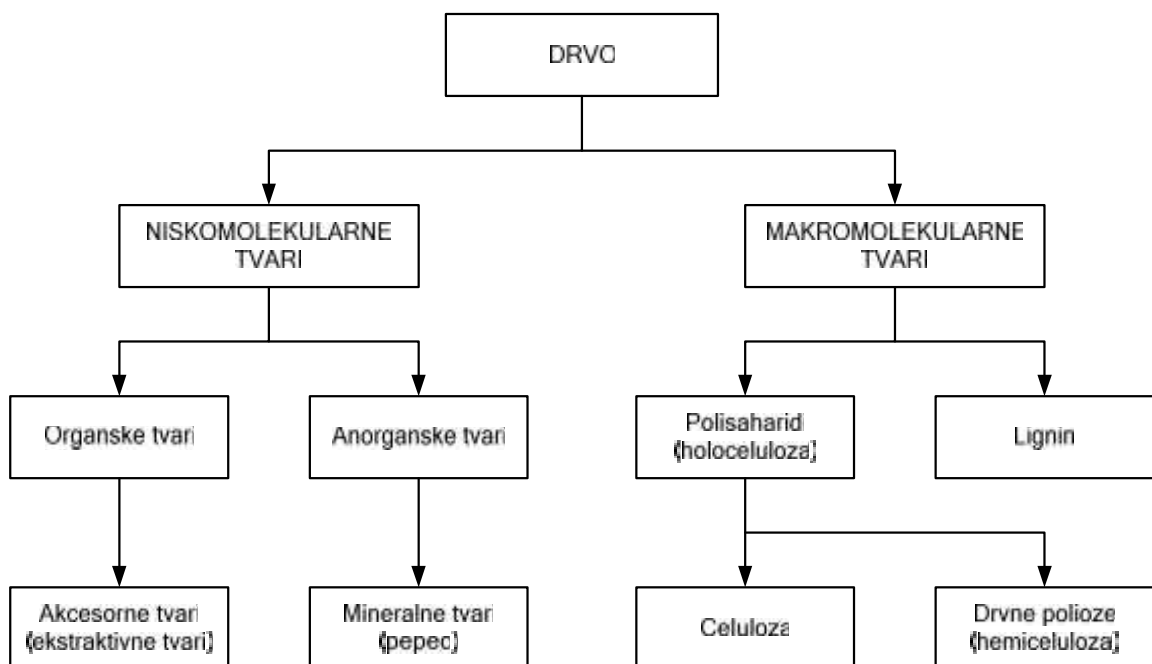 DRVO
NISKOMOLEKULARNE
TVARI
MAKROMOLEKULARNE
TVARI
Organske tvari
Anorganske tvari
Polisaharidi
(holoceluloza)
Lignin
Akcesorne tvari
(ekstraktivne tvari)
Mineralne tvari
(pepeo)
Celuloza
Drvne polioze
(hemiceluloza)